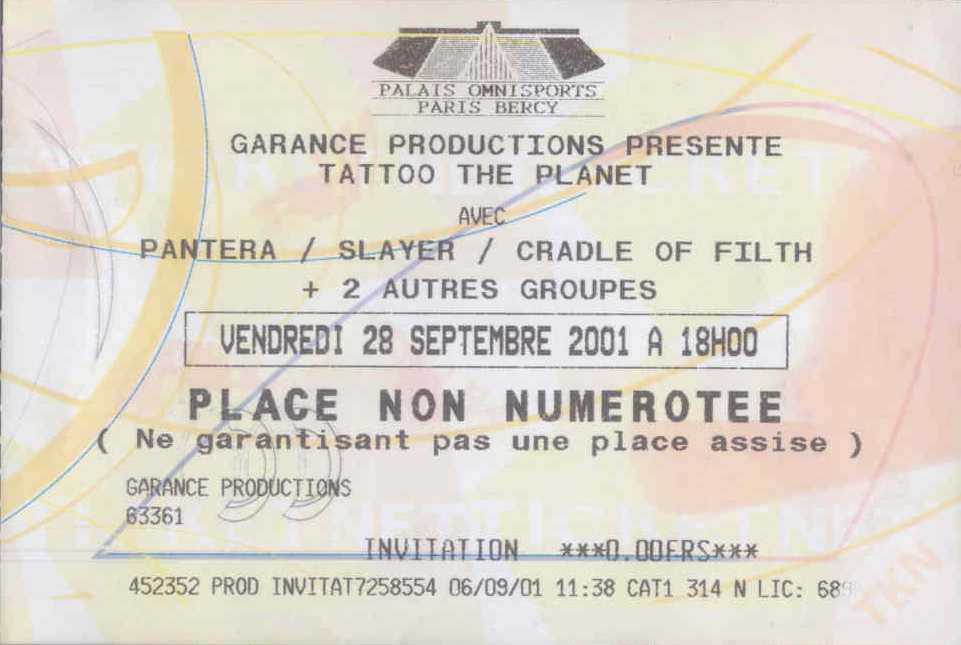 PALAIS OMNISPORTS
PARIS BERCY
GARANCE PRODUCTIONS PRESENTE
TATTOO THE PLANET
AVEC
PANTERA / SLAYER / CRADLE OF FILTH
+ 2 AUTRES GROUPES
VENDREDI 28 SEPTEMBRE 2001 A 18H00
PLACE NON NUMEROTEE
( Ne garantisant pas une place assise )
GARANCE PRODUCTIONS
63361
INVITATION ***0.00FRS***
452352 PROD INVITAT7258554 06/09/01 11:38 CAT1 314 N LIC:
TKN